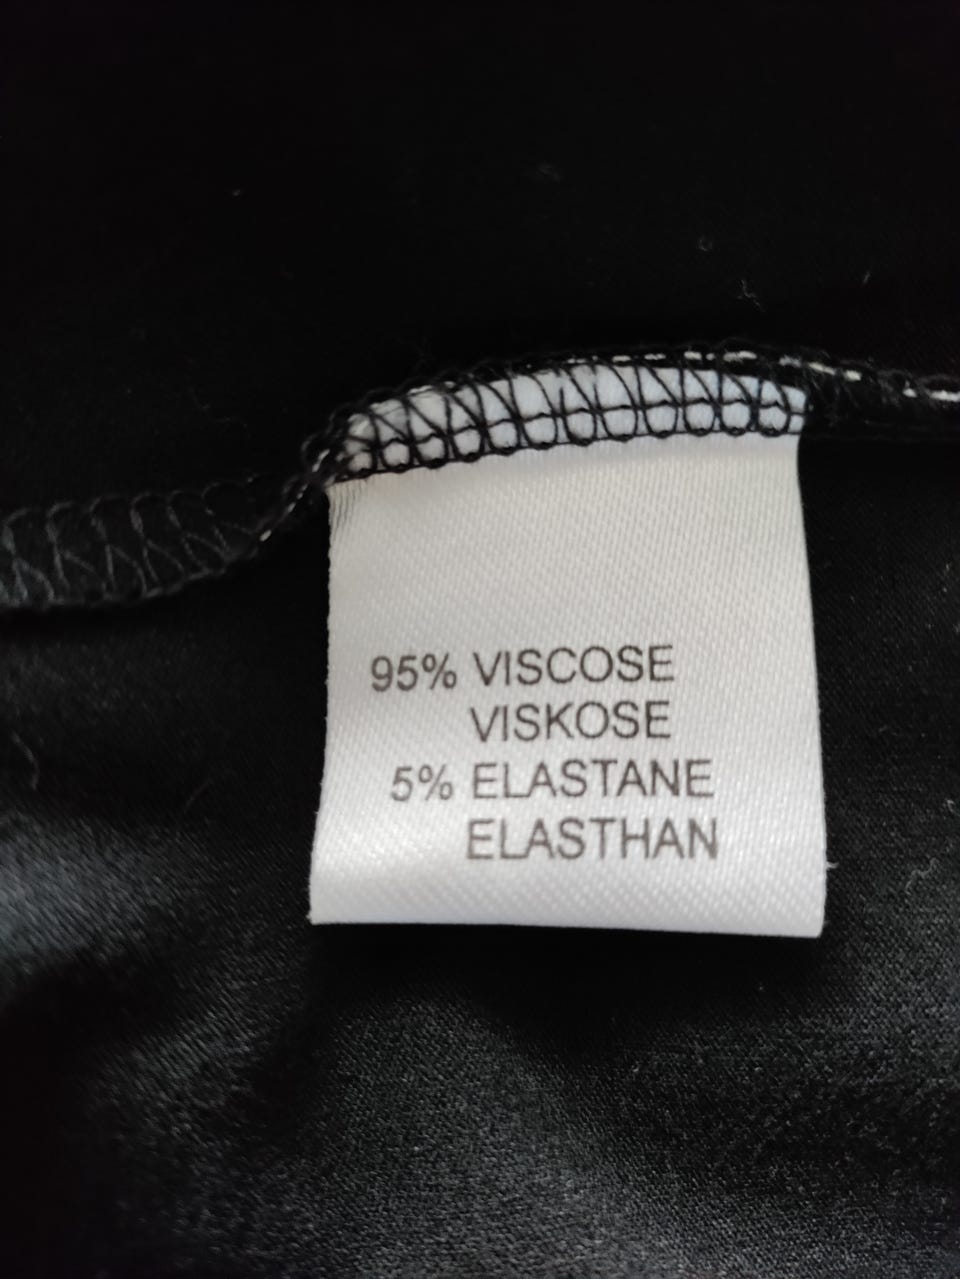 95% VISCOSE
VISKOSE
5% ELASTANE
ELASTHAN